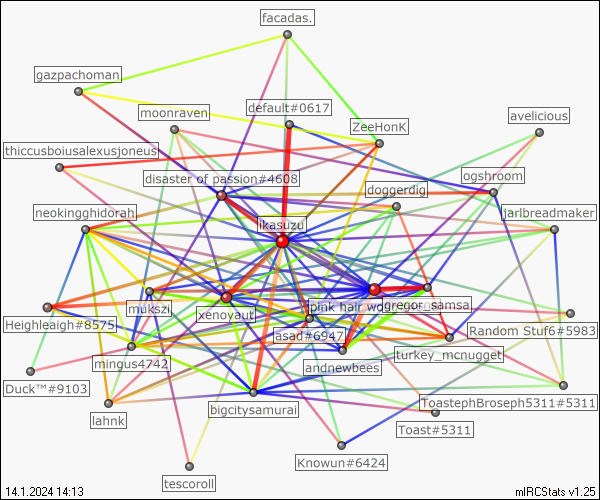 facadas.
gazpachoman
moonraven
default#0617
avelicious
ZeeHonK
thiccusboiusalexusjoneus
disaster of passion#4608
ogshroom
doggerdig
neokingghidorah
likasuzu
jarlbreadmaker
mukszi
xenoyaut
pink hair w
gregor_samsa
Heighleaigh#8575
asad#6947
Random Stuf6#5983
mingus4742
andnewbees
turkey_mcnugget
Duck™#9103
lahnk
bigcitysamurai
ToastephBroseph5311#5311
Toast#5311
Knowun#6424
tescoroll
14.1.2024 14:13
mIRCStats v1.25